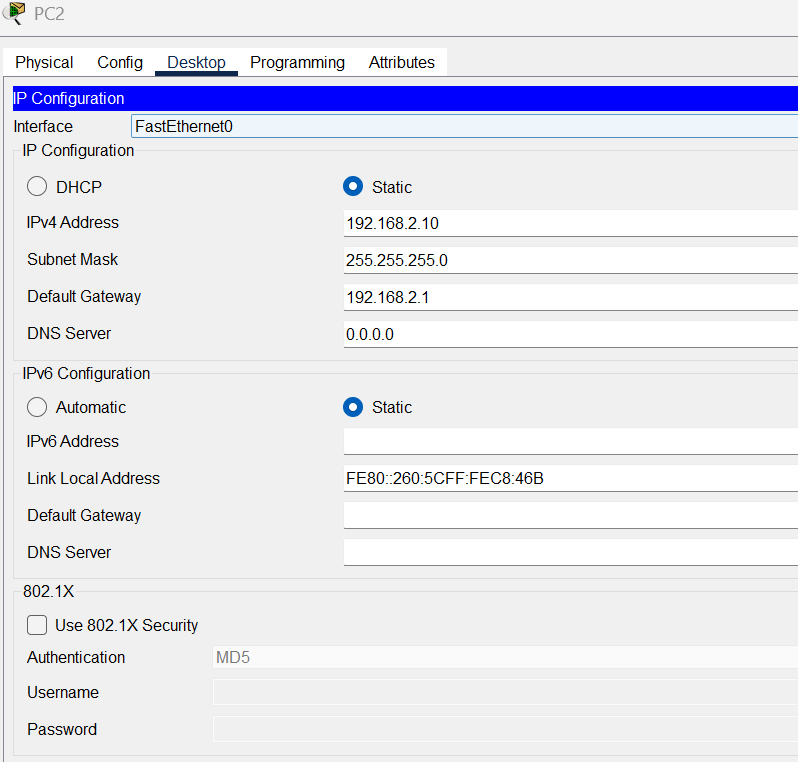 PC2
Physical Config Desktop Programming Attributes
IP Configuration
Interface FastEthernet0
IP Configuration
DHCP Static
IPv4 Address 192.168.2.10
Subnet Mask 255.255.255.0
Default Gateway 192.168.2.1
DNS Server 0.0.0.0
IPv6 Configuration
Automatic Static
IPv6 Address
Link Local Address FE80::260:5CFF:FEC8:46B
Default Gateway
DNS Server
802.1X
Use 802.1X Security
Authentication MD5
Username
Password